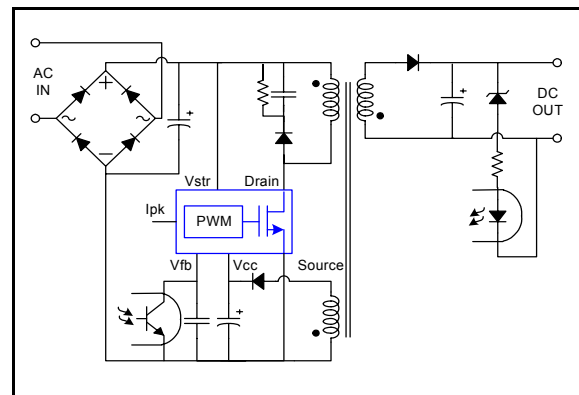 AC
IN
+
~
~
−
+
+
DC
OUT
Vstr
Drain
Ipk
PWM
Vfb
Vcc
Source
+